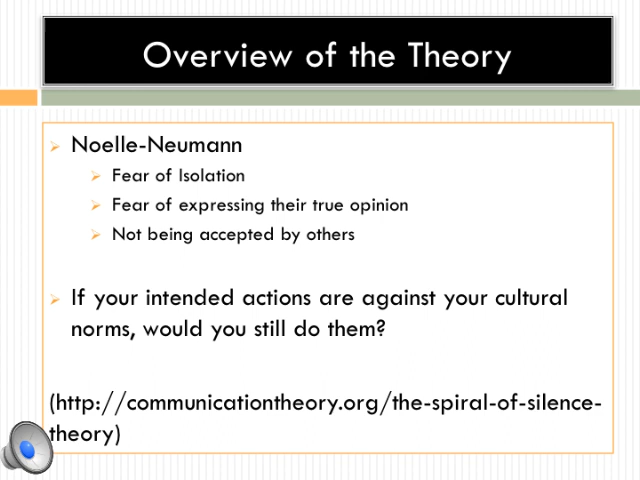 Overview of the Theory
Noelle-Neumann
Fear of Isolation
Fear of expressing their true opinion
Not being accepted by others
If your intended actions are against your cultural
norms, would you still do them?
(http://communicationtheory.org/the-spiral-of-silence-
theory)